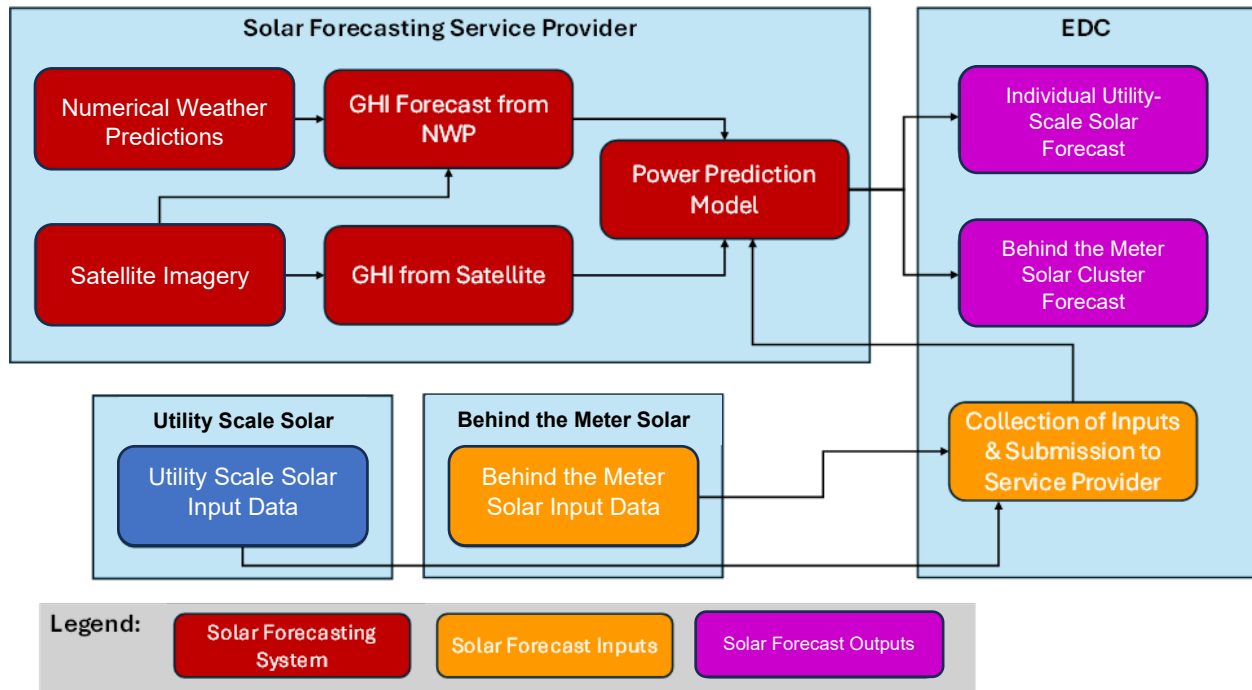 Solar Forecasting Service Provider
Numerical Weather
Predictions
GHI Forecast from
NWP
Power Prediction
Model
Satellite Imagery
GHI from Satellite
EDC
Individual Utility-
Scale Solar
Forecast
Behind the Meter
Solar Cluster
Forecast
Collection of Inputs
& Submission to
Service Provider
Utility Scale Solar
Utility Scale Solar
Input Data
Behind the Meter Solar
Behind the Meter
Solar Input Data
Legend:
Solar Forecasting
System
Solar Forecast Inputs
Solar Forecast Outputs